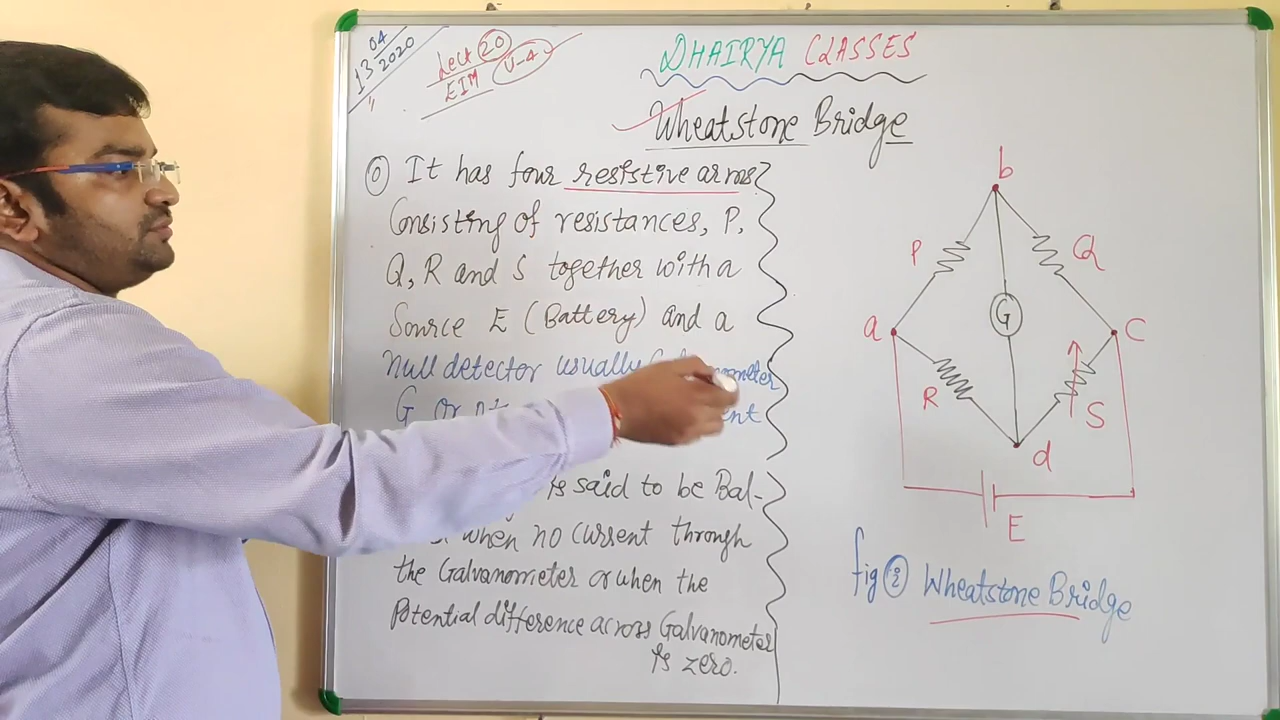 13 04 2020
Lect 20
EIM U-4
DHAIRYA CLASSES
Wheatstone Bridge
It has four resistive arms
Consisting of resistances, P,
Q, R and S together with a
Source E (Battery) and a
Null detector usually
G or
is said to be Bal-
when no current through
the Galvanometer or when the
Potential difference across Galvanometer
is zero.
b
P
Q
G
a
C
R
S
d
E
fig Wheatstone Bridge